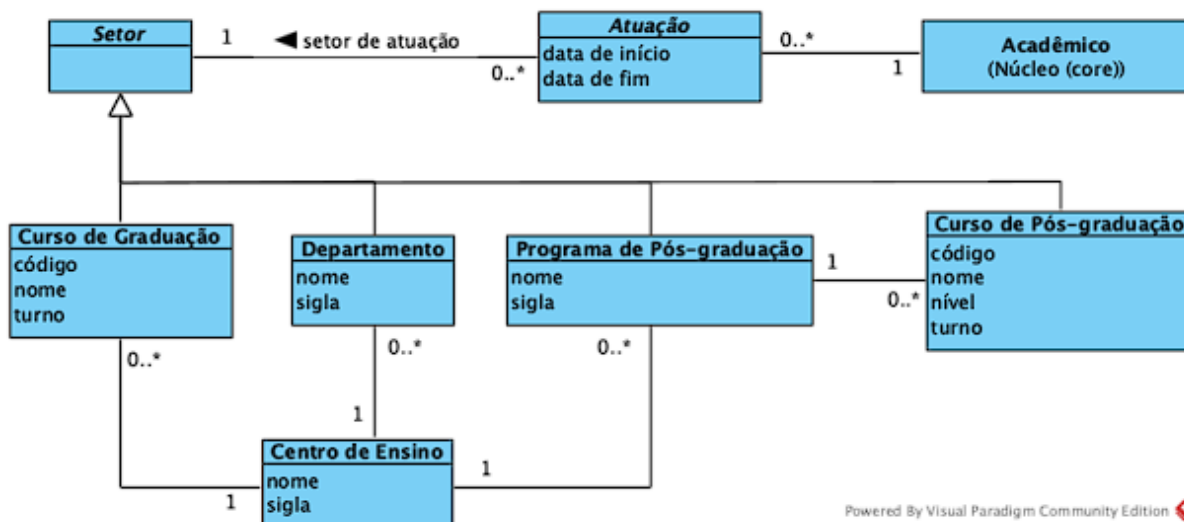 Setor
1
◀ setor de atuação
0..*
Atuação
data de início
data de fim
0..*
1
Acadêmico
(Núcleo (core))
Curso de Graduação
código
nome
turno
Departamento
nome
sigla
Programa de Pós-graduação
nome
sigla
1
0..*
Curso de Pós-graduação
código
nome
nível
turno
0..*
0..*
0..*
1
1
1
Centro de Ensino
nome
sigla
Powered By Visual Paradigm Community Edition